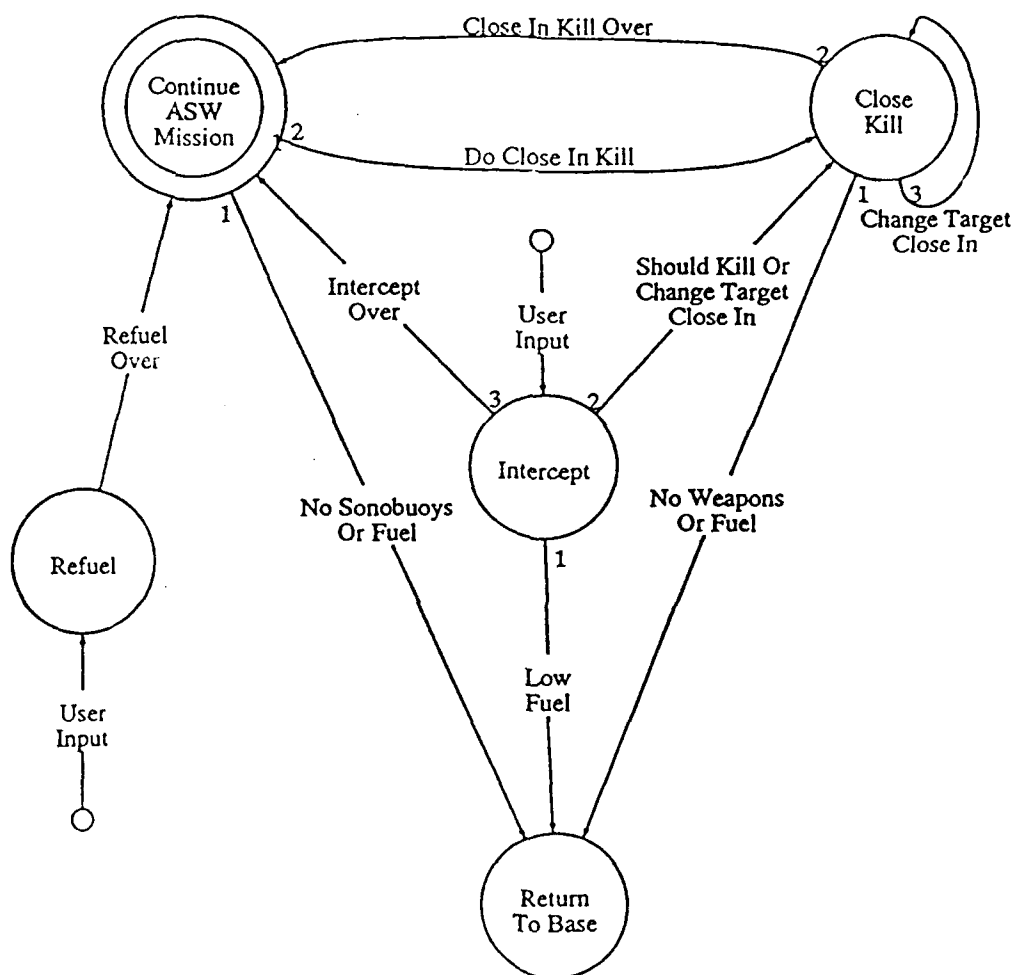 Close In Kill Over
2
Continue
ASW
Mission
Close
Kill
1 2
Do Close In Kill
1
1
3
Change Target
Close In
Should Kill Or
Change Target
Close In
Intercept
Over
User
Input
Refuel
Over
3
2
Intercept
No Sonobuoys
Or Fuel
No Weapons
Or Fuel
1
Refuel
Low
Fuel
User
Input
Return
To Base